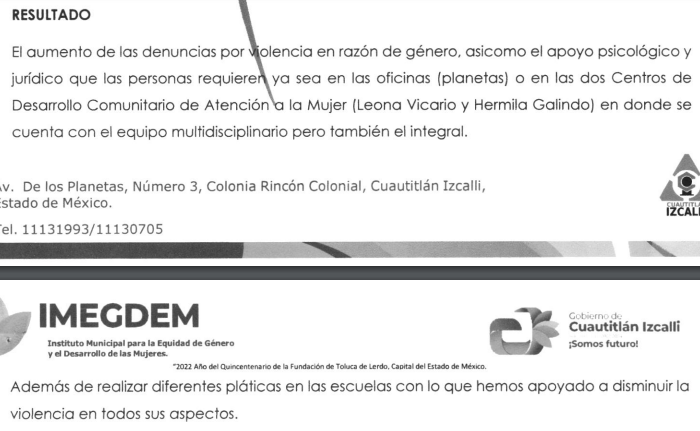 RESULTADO
El aumento de las denuncias por violencia en razón de género, asicomo el apoyo psicológico y
jurídico que las personas requieren ya sea en las oficinas (planetas) o en las dos Centros de
Desarrollo Comunitario de Atención a la Mujer (Leona Vicario y Hermila Galindo) en donde se
cuenta con el equipo multidisciplinario pero también el integral.
Av. De los Planetas, Número 3, Colonia Rincón Colonial, Cuautitlán Izcalli,
Estado de México.
Tel. 11131993/11130705
CUAUTITLA
IZCALL
IMEGDEM
Instituto Municipal para la Equidad de Género
y el Desarrollo de las Mujeres.
Gobierno de
Cuautitlán Izcalli
¡Somos futuro!
"2022 Año del Quincentenario de la Fundación de Toluca de Lerdo, Capital del Estado de México.
Además de realizar diferentes pláticas en las escuelas con lo que hemos apoyado a disminuir la
violencia en todos sus aspectos.